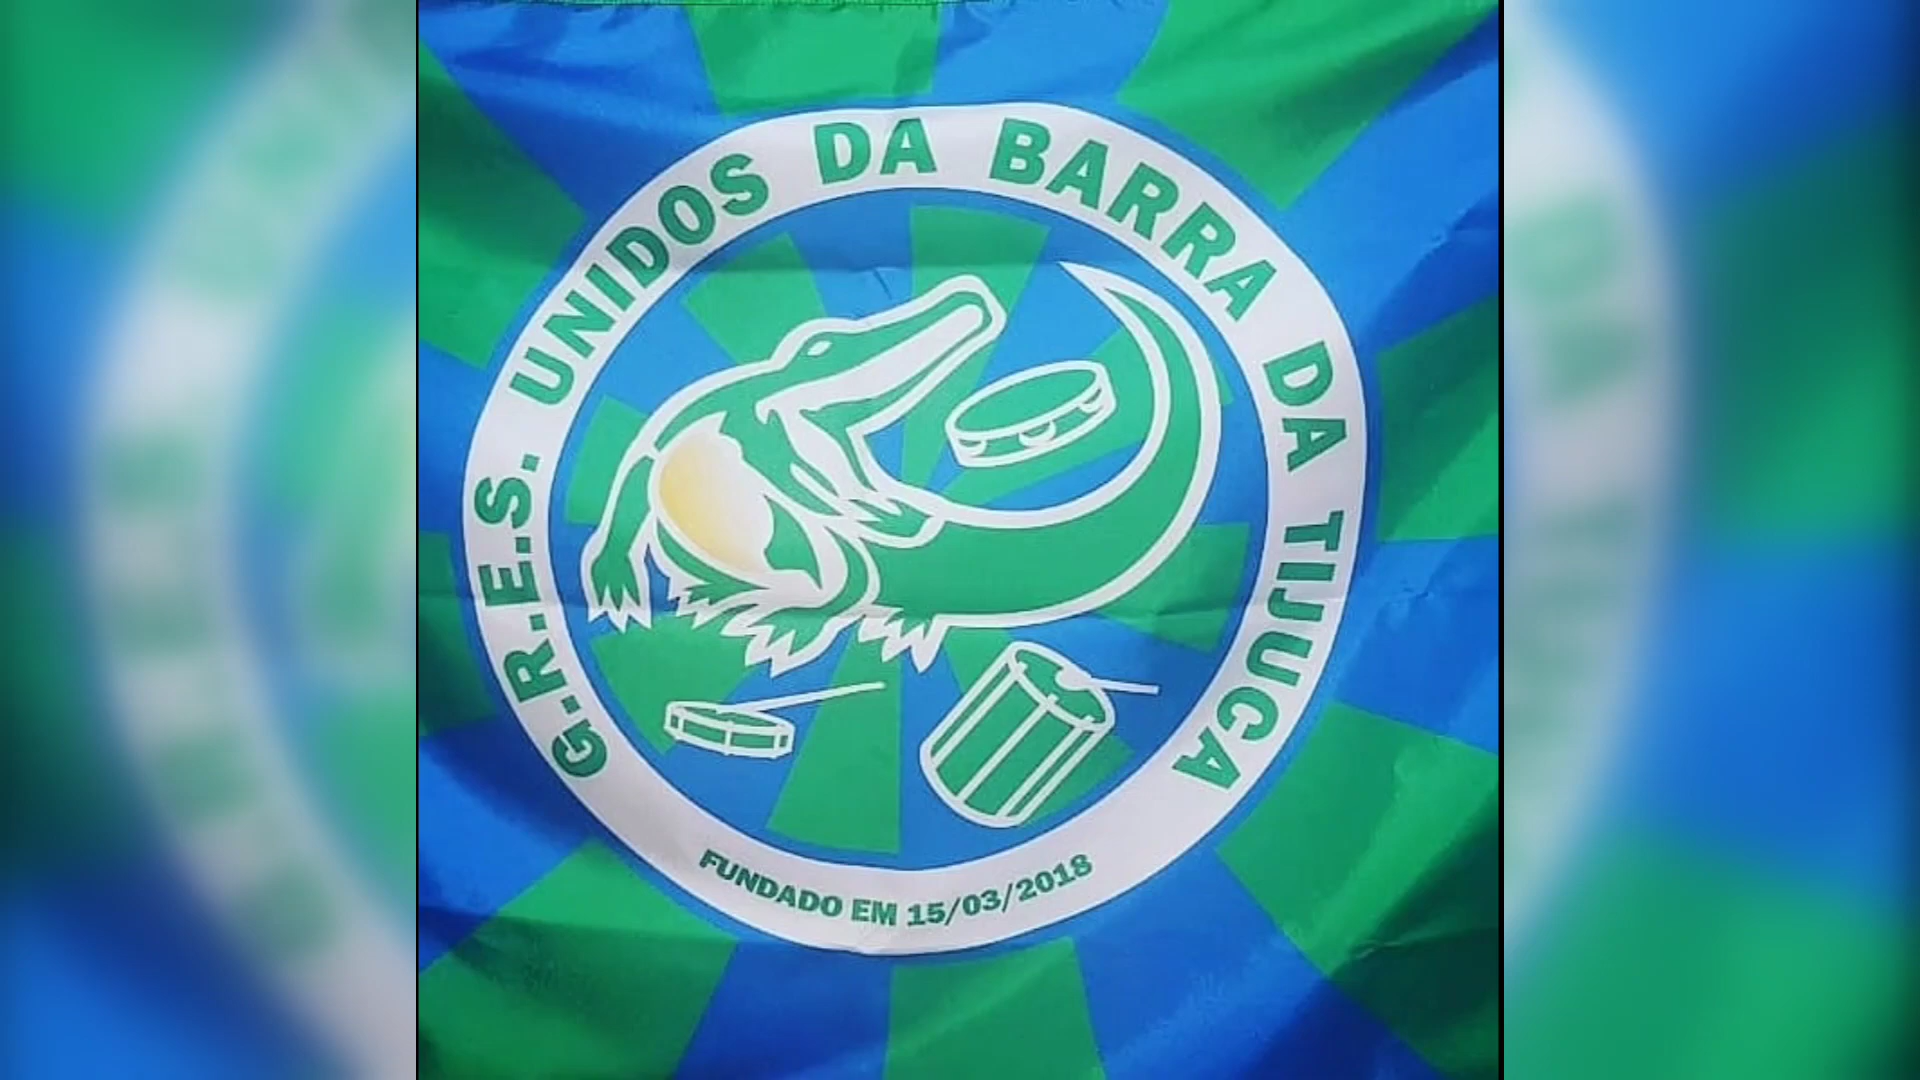 G.R.E.S. UNIDOS DA BARRA DA TIJUCA
FUNDADO EM 15/03/2018